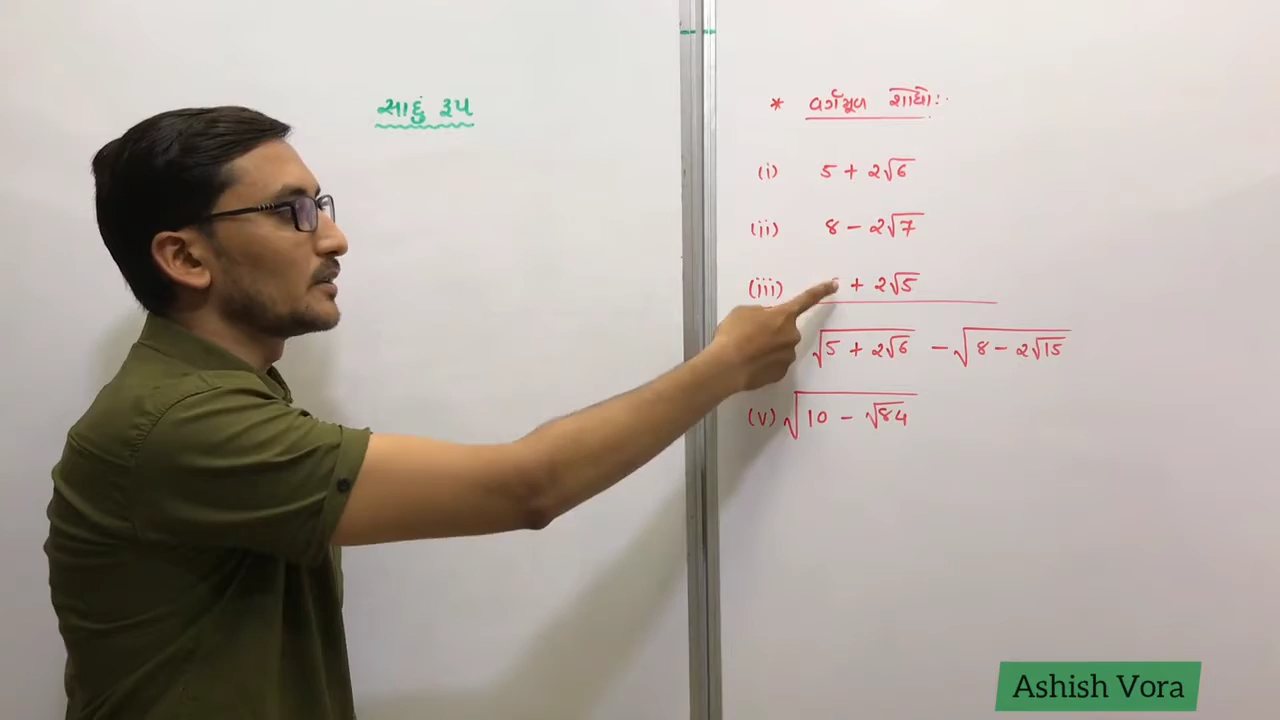 સાદું રૂપ
* વર્ગમૂળ શોધો :-
(i) 5 + 2√6
(ii) 8 - 2√7
(iii) + 2√5
√(5 + 2√6) - √(8 - 2√15)
(v) √(10 - √84)
Ashish Vora